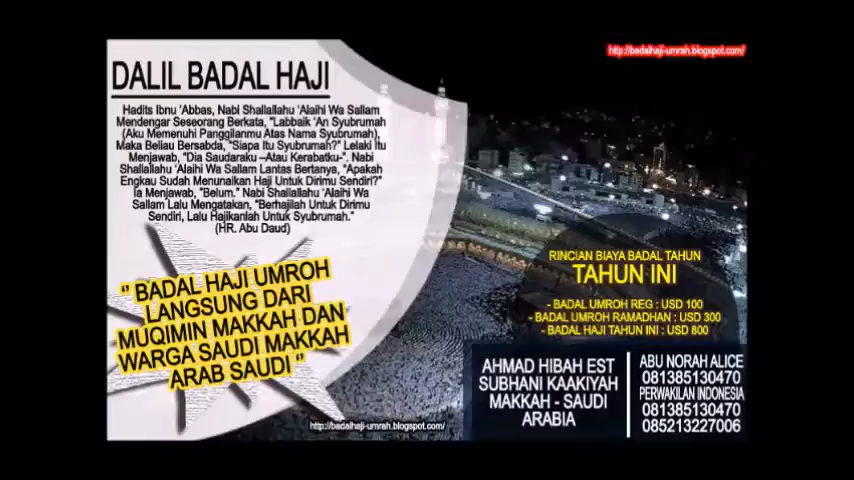 http://badalhaji-umrah.blogspot.com/
DALIL BADAL HAJI
Hadits Ibnu 'Abbas, Nabi Shallallahu 'Alaihi Wa Sallam
Mendengar Seseorang Berkata, "Labbaik 'An Syubrumah
(Aku Memenuhi Panggilanmu Atas Nama Syubrumah),
Maka Beliau Bersabda, "Siapa Itu Syubrumah?" Lelaki Itu
Menjawab, "Dia Saudaraku –Atau Kerabatku-". Nabi
Shallallahu 'Alaihi Wa Sallam Lantas Bertanya, "Apakah
Engkau Sudah Menunaikan Haji Untuk Dirimu Sendiri?"
Ia Menjawab, "Belum." Nabi Shallallahu 'Alaihi Wa
Sallam Lalu Mengatakan, "Berhajilah Untuk Dirimu
Sendiri, Lalu Hajikanlah Untuk Syubrumah."
(HR. Abu Daud)
" BADAL HAJI UMROH
LANGSUNG DARI
MUQIMIN MAKKAH DAN
WARGA SAUDI MAKKAH
ARAB SAUDI "
RINCIAN BIAYA BADAL TAHUN
TAHUN INI
- BADAL UMROH REG : USD 100
- BADAL UMROH RAMADHAN : USD 300
- BADAL HAJI TAHUN INI : USD 800
AHMAD HIBAH EST
SUBHANI KAAKIYAH
MAKKAH - SAUDI
ARABIA
ABU NORAH ALICE
081385130470
PERWAKILAN INDONESIA
081385130470
085213227006
http://badalhaji-umrah.blogspot.com/